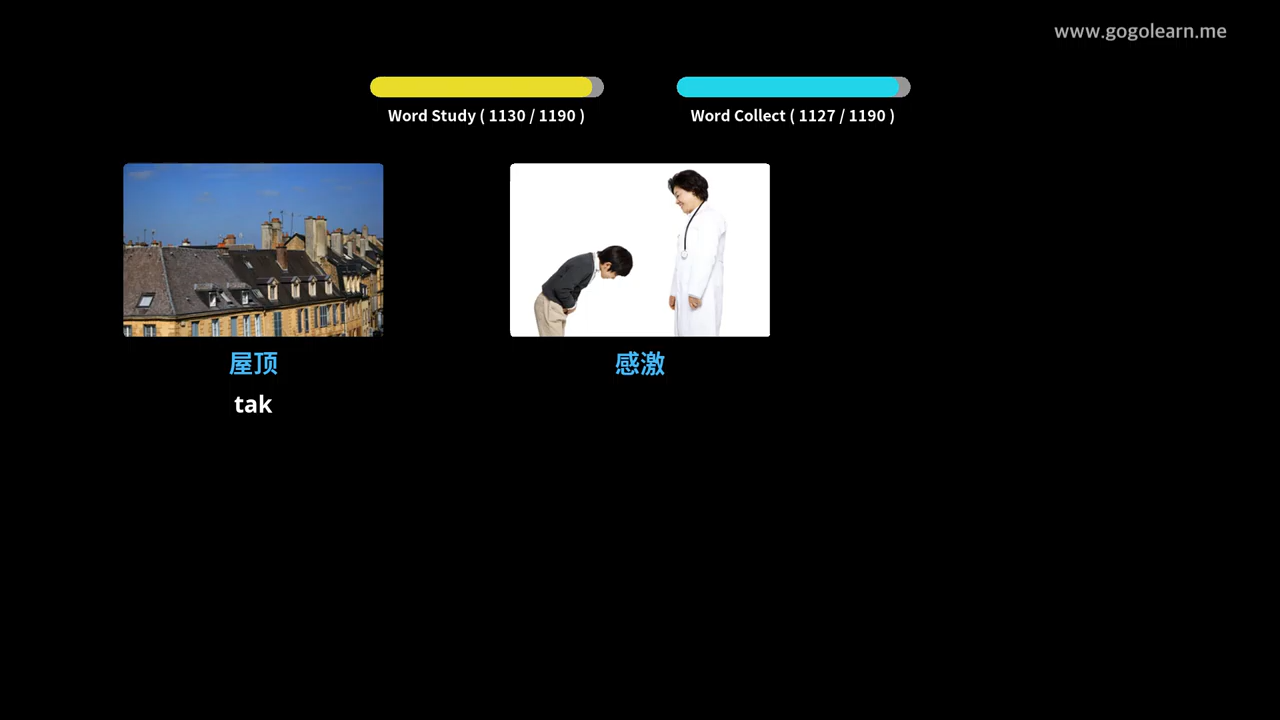 www.gogolearn.me
Word Study ( 1130 / 1190 )
Word Collect ( 1127 / 1190 )
屋顶
感激
tak